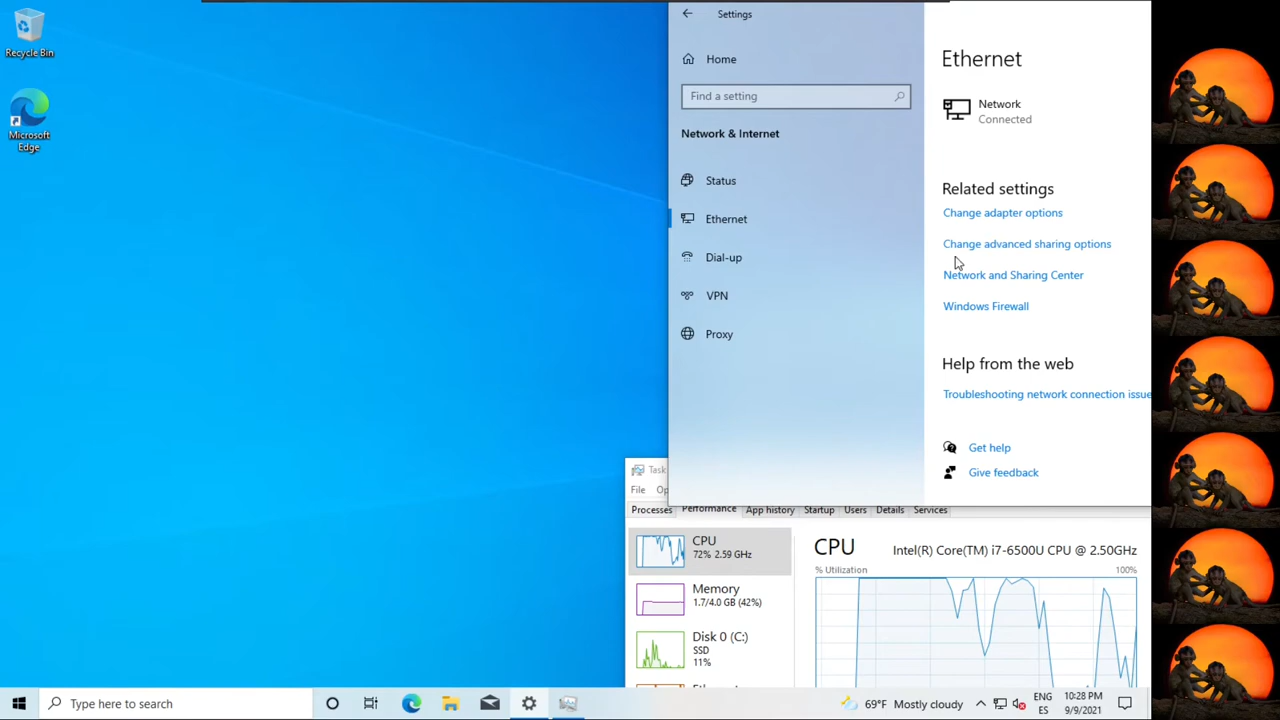 Recycle Bin
Microsoft
Edge
Settings
Home
Find a setting
Network & Internet
Status
Ethernet
Dial-up
VPN
Proxy
Ethernet
Network
Connected
Related settings
Change adapter options
Change advanced sharing options
Network and Sharing Center
Windows Firewall
Help from the web
Troubleshooting network connection issue
Get help
Give feedback
Task
File Op
Processes Performance App history Startup Users Details Services
CPU
72% 2.59 GHz
Memory
1.7/4.0 GB (42%)
Disk 0 (C:)
SSD
11%
CPU Intel(R) Core(TM) i7-6500U CPU @ 2.50GHz
% Utilization 100%
Type here to search
69°F Mostly cloudy
ENG
ES
10:28 PM
9/9/2021